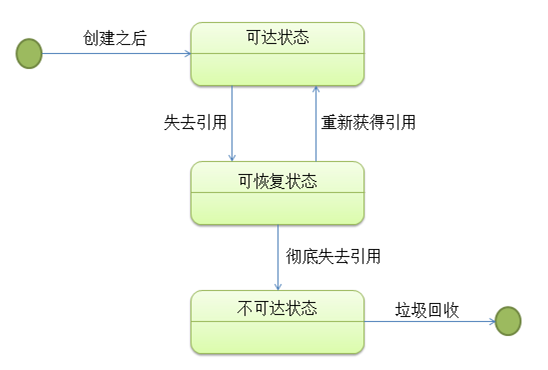 创建之后
可达状态
失去引用
重新获得引用
可恢复状态
彻底失去引用
不可达状态
垃圾回收